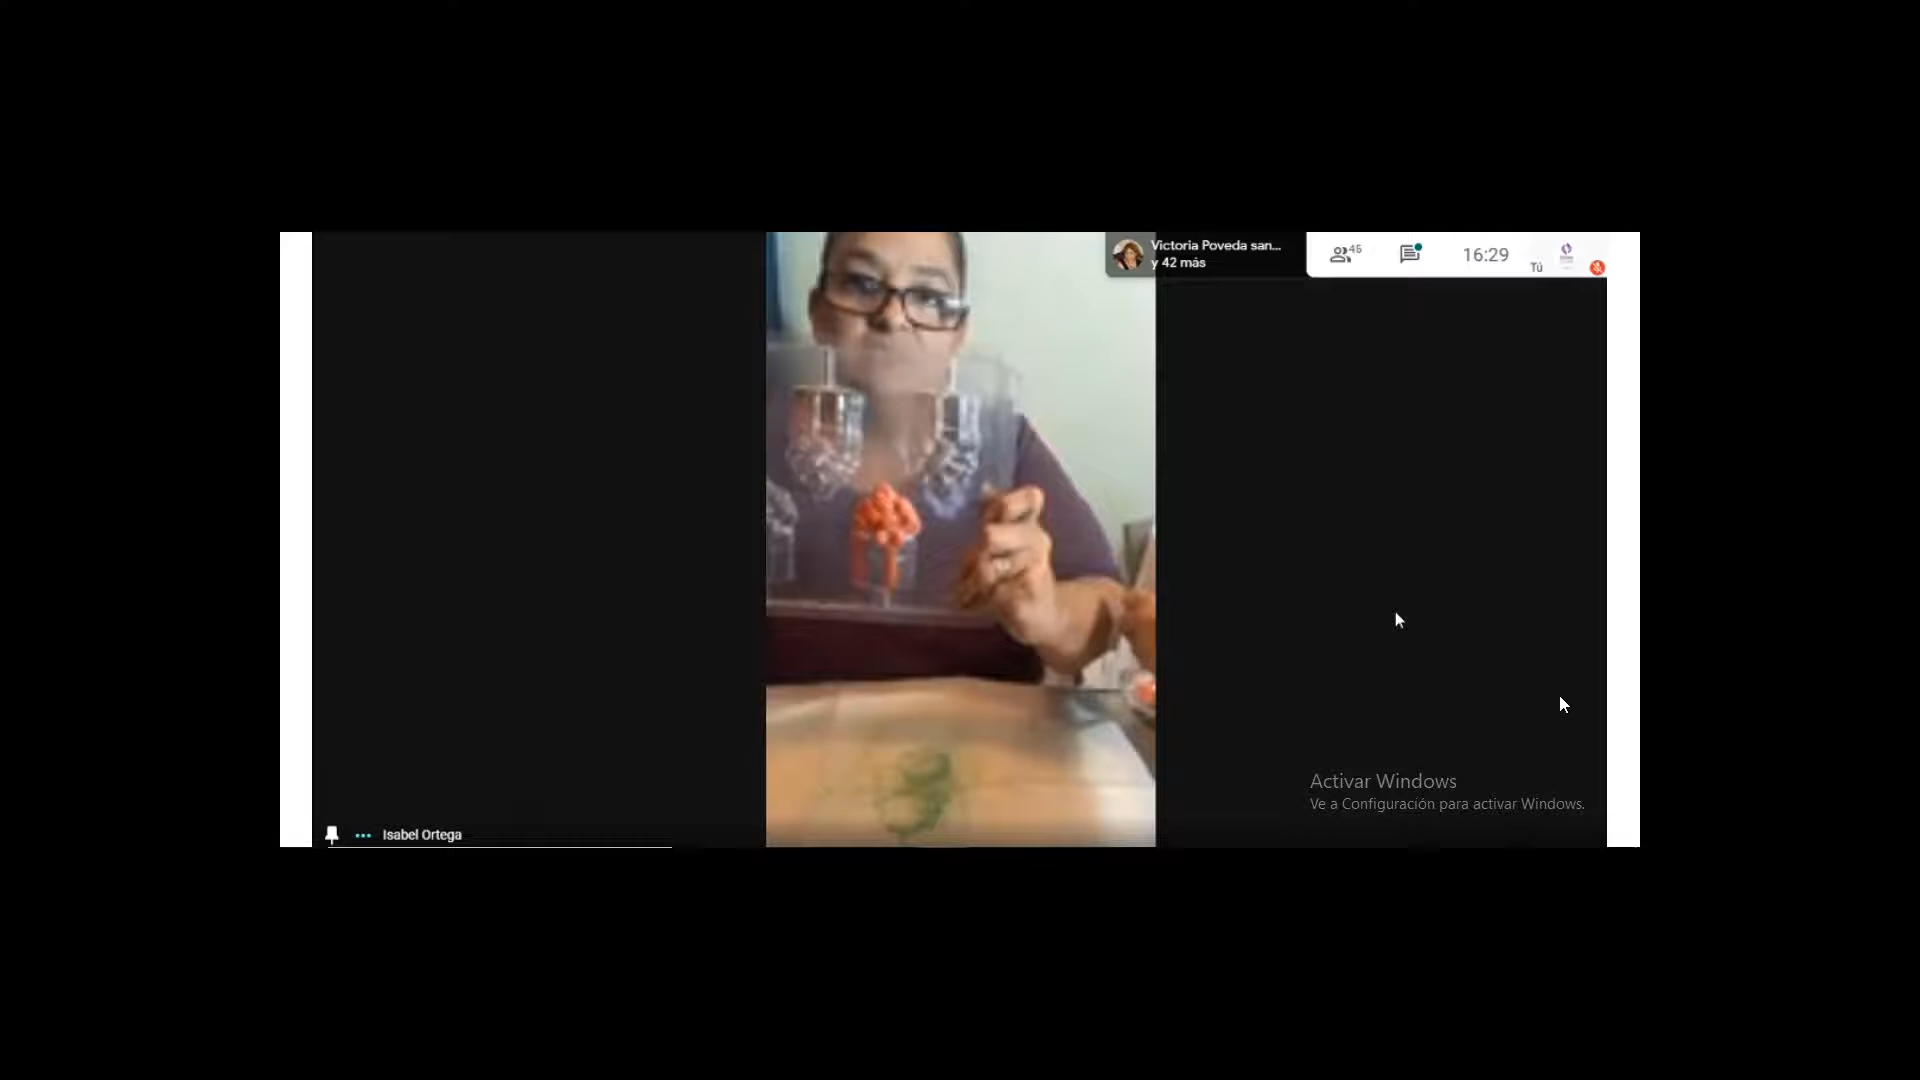 Victoria Poveda san...
y 42 más
45
16:29
Tú
Activar Windows
Ve a Configuración para activar Windows.
Isabel Ortega